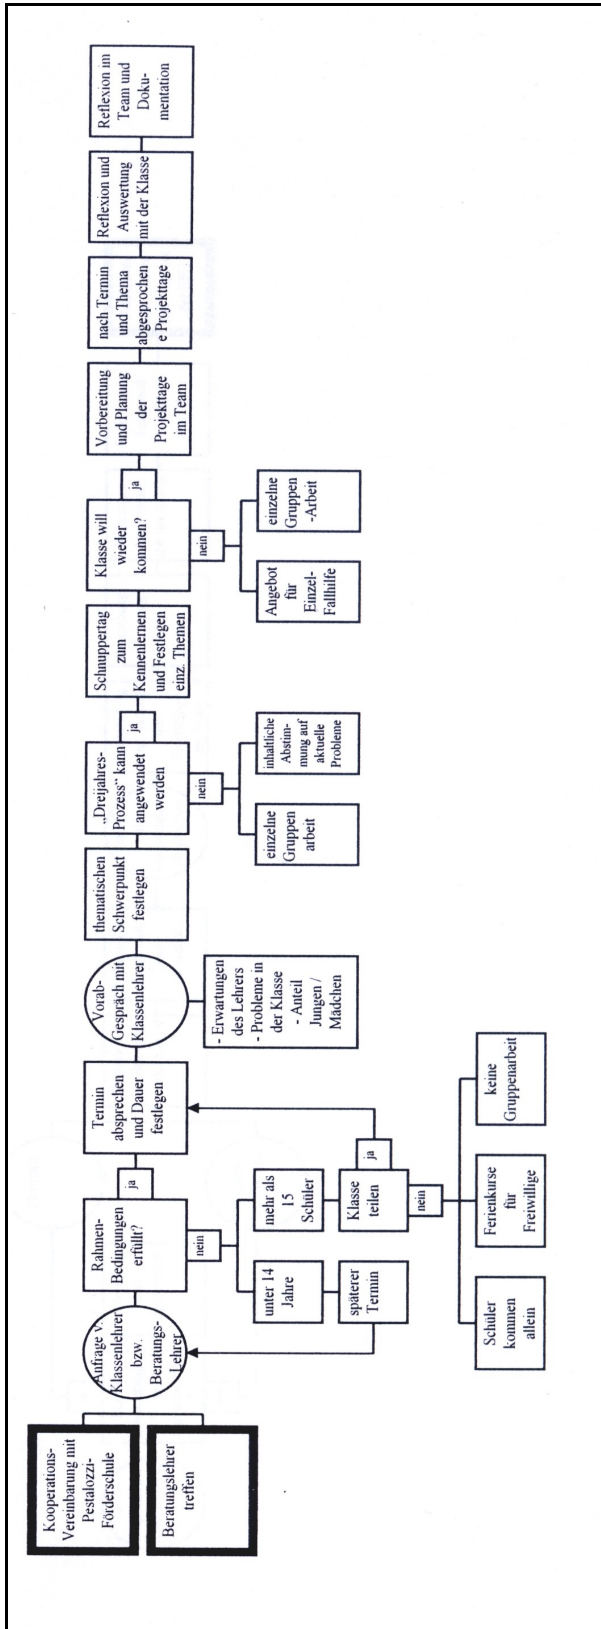 Kooperations-
Vereinbarung mit
Pestalozzi-
Förderschule
Beratungslehrer
treffen
Anfrage v.
Klassenlehrer
bzw.
Beratungs-
Lehrer
Rahmen-
Bedingungen
erfüllt?
ja
nein
unter 14
Jahre
späterer
Termin
mehr als
15
Schüler
Klasse
teilen
ja
nein
Schüler
kommen
allein
Ferienkurse
für
Freiwillige
keine
Gruppenarbeit
Termin
absprechen
und Dauer
festlegen
Vorab-
Gespräch mit
Klassenlehrer
- Erwartungen
des Lehrers
- Probleme in
der Klasse
- Anteil
Jungen /
Mädchen
thematischen
Schwerpunkt
festlegen
„Dreijahres-
Prozess“ kann
angewendet
werden
ja
nein
einzelne
Gruppen
arbeit
inhaltliche
Abstim-
mung auf
aktuelle
Probleme
Schnuppertag
zum
Kennenlernen
und Festlegen
einz. Themen
Klasse will
wieder
kommen?
ja
nein
Angebot
für
Einzel-
Fallhilfe
einzelne
Gruppen
-Arbeit
Vorbereitung
und Planung
der
Projekttage
im Team
nach Termin
und Thema
abgesprochen
e Projekttage
Reflexion und
Auswertung
mit der Klasse
Reflexion im
Team und
Doku-
mentation